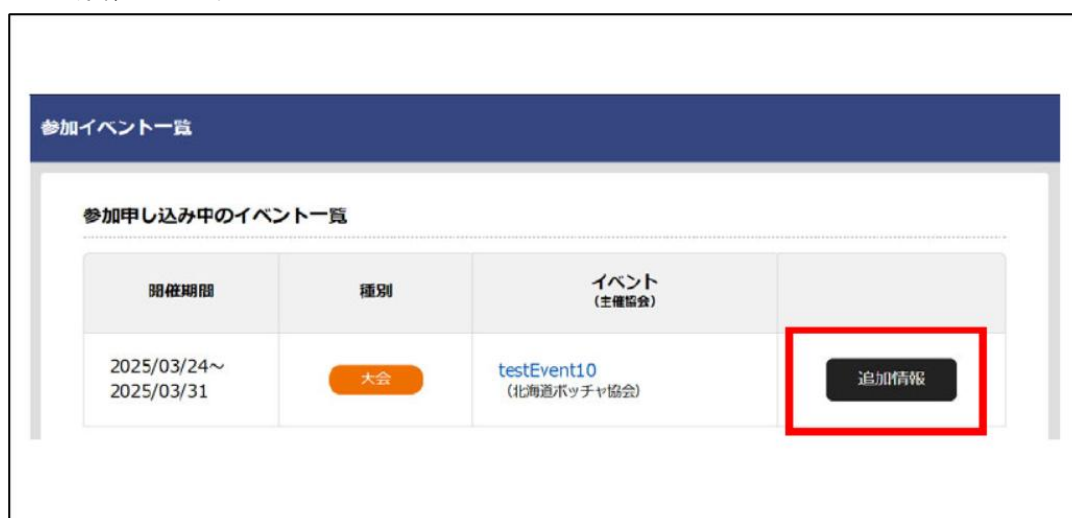 参加イベント一覧
参加申し込み中のイベント一覧
開催期間
種別
イベント
（主催協会）
2025/03/24～
2025/03/31
大会
testEvent10
（北海道ボッチャ協会）
追加情報